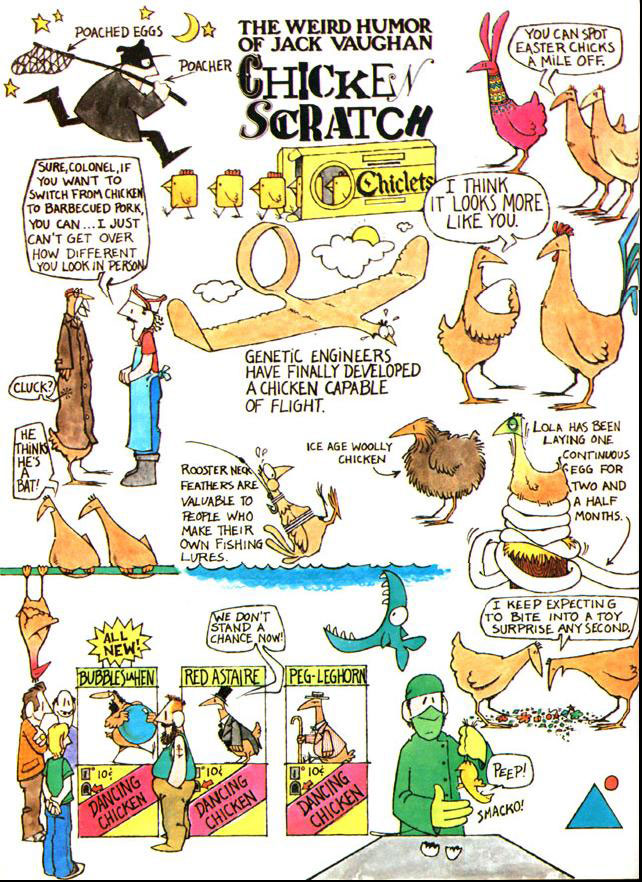 THE WEIRD HUMOR
OF JACK VAUGHAN
CHICKEN
SCRATCH
POACHED EGGS
POACHER
YOU CAN SPOT
EASTER CHICKS
A MILE OFF.
SURE, COLONEL, IF
YOU WANT TO
SWITCH FROM CHICKEN
TO BARBECUED PORK,
YOU CAN...I JUST
CAN'T GET OVER
HOW DIFFERENT
YOU LOOK IN PERSON
CLUCK?
Chiclets
I THINK
IT LOOKS MORE
LIKE YOU.
GENETIC ENGINEERS
HAVE FINALLY DEVELOPED
A CHICKEN CAPABLE
OF FLIGHT.
HE
THINKS
HE'S
A
BAT!
ROOSTER NECK
FEATHERS ARE
VALUABLE TO
PEOPLE WHO
MAKE THEIR
OWN FISHING
LURES.
ICE AGE WOOLLY
CHICKEN
LOLA HAS BEEN
LAYING ONE
CONTINUOUS
EGG FOR
TWO AND
A HALF
MONTHS.
I KEEP EXPECTING
TO BITE INTO A TOY
SURPRISE ANY SECOND.
WE DON'T
STAND A
CHANCE NOW!
ALL
NEW!
BUBBLES LAHEN
RED ASTAIRE
PEG-LEGHORN
10¢
DANCING
CHICKEN
10¢
DANCING
CHICKEN
10¢
DANCING
CHICKEN
PEEP!
SMACKO!